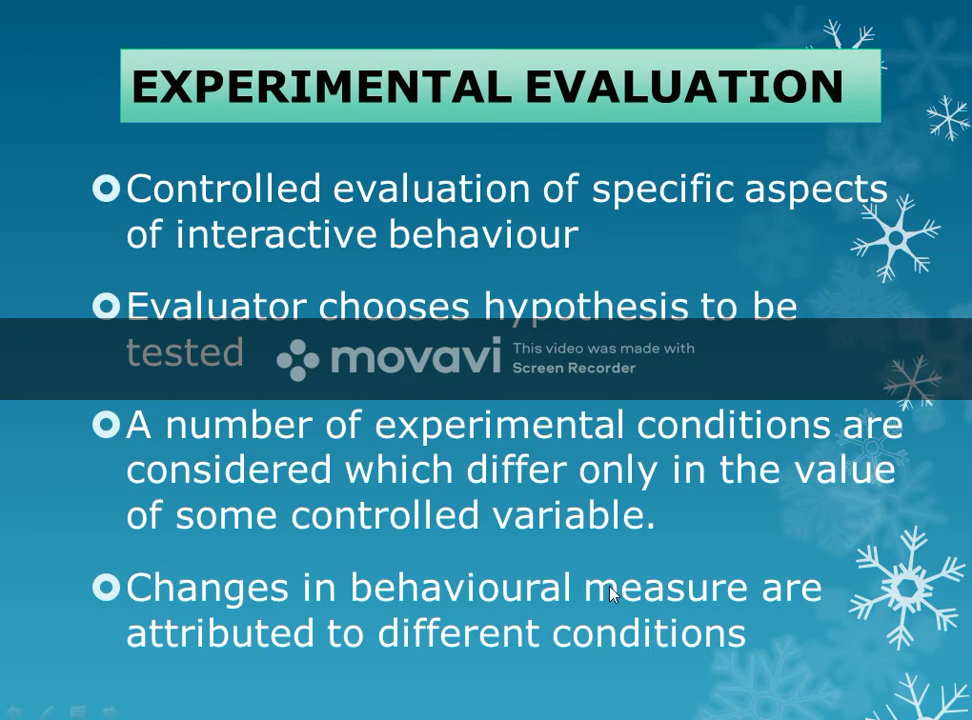 EXPERIMENTAL EVALUATION
Controlled evaluation of specific aspects
of interactive behaviour
Evaluator chooses hypothesis to be
tested
movavi
This video was made with
Screen Recorder
A number of experimental conditions are
considered which differ only in the value
of some controlled variable.
Changes in behavioural measure are
attributed to different conditions